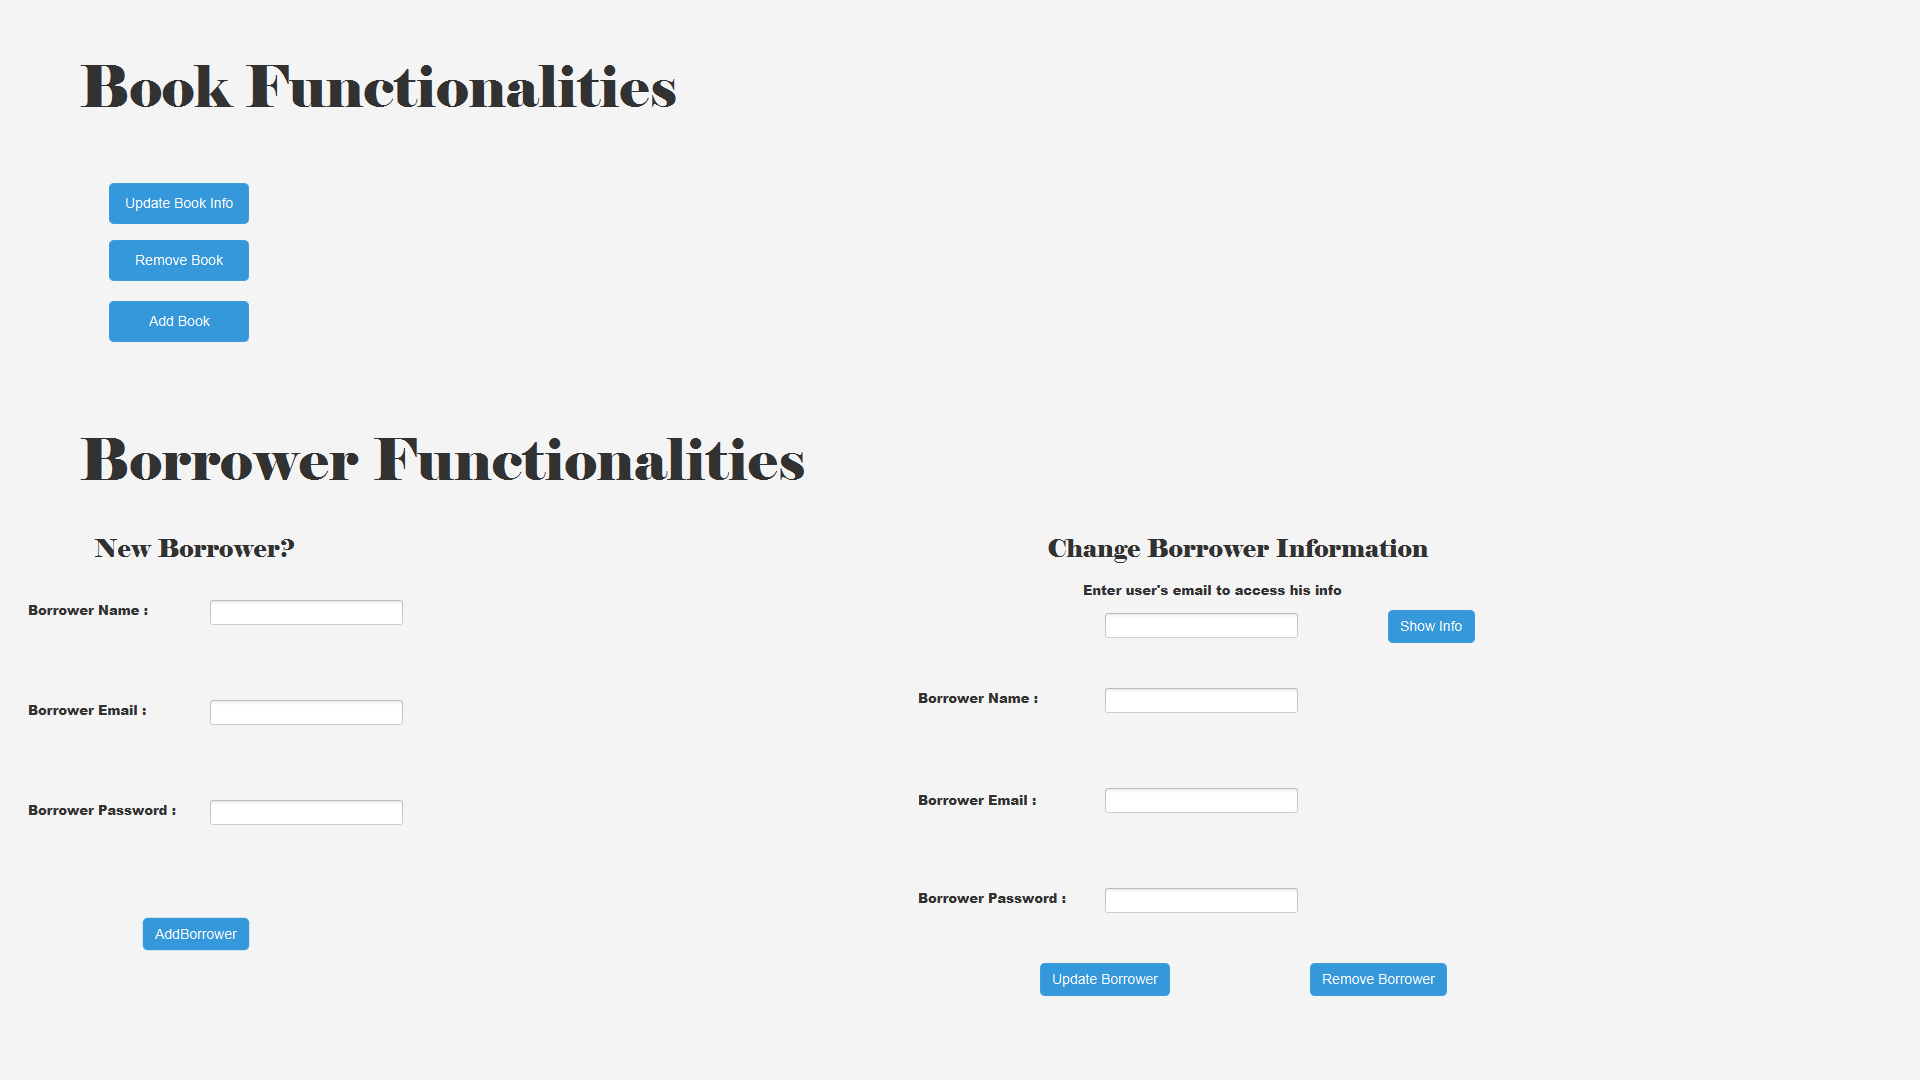 Book Functionalities
Update Book Info
Remove Book
Add Book
Borrower Functionalities
New Borrower?
Borrower Name :
Borrower Email :
Borrower Password :
AddBorrower
Change Borrower Information
Enter user's email to access his info
Show Info
Borrower Name :
Borrower Email :
Borrower Password :
Update Borrower
Remove Borrower